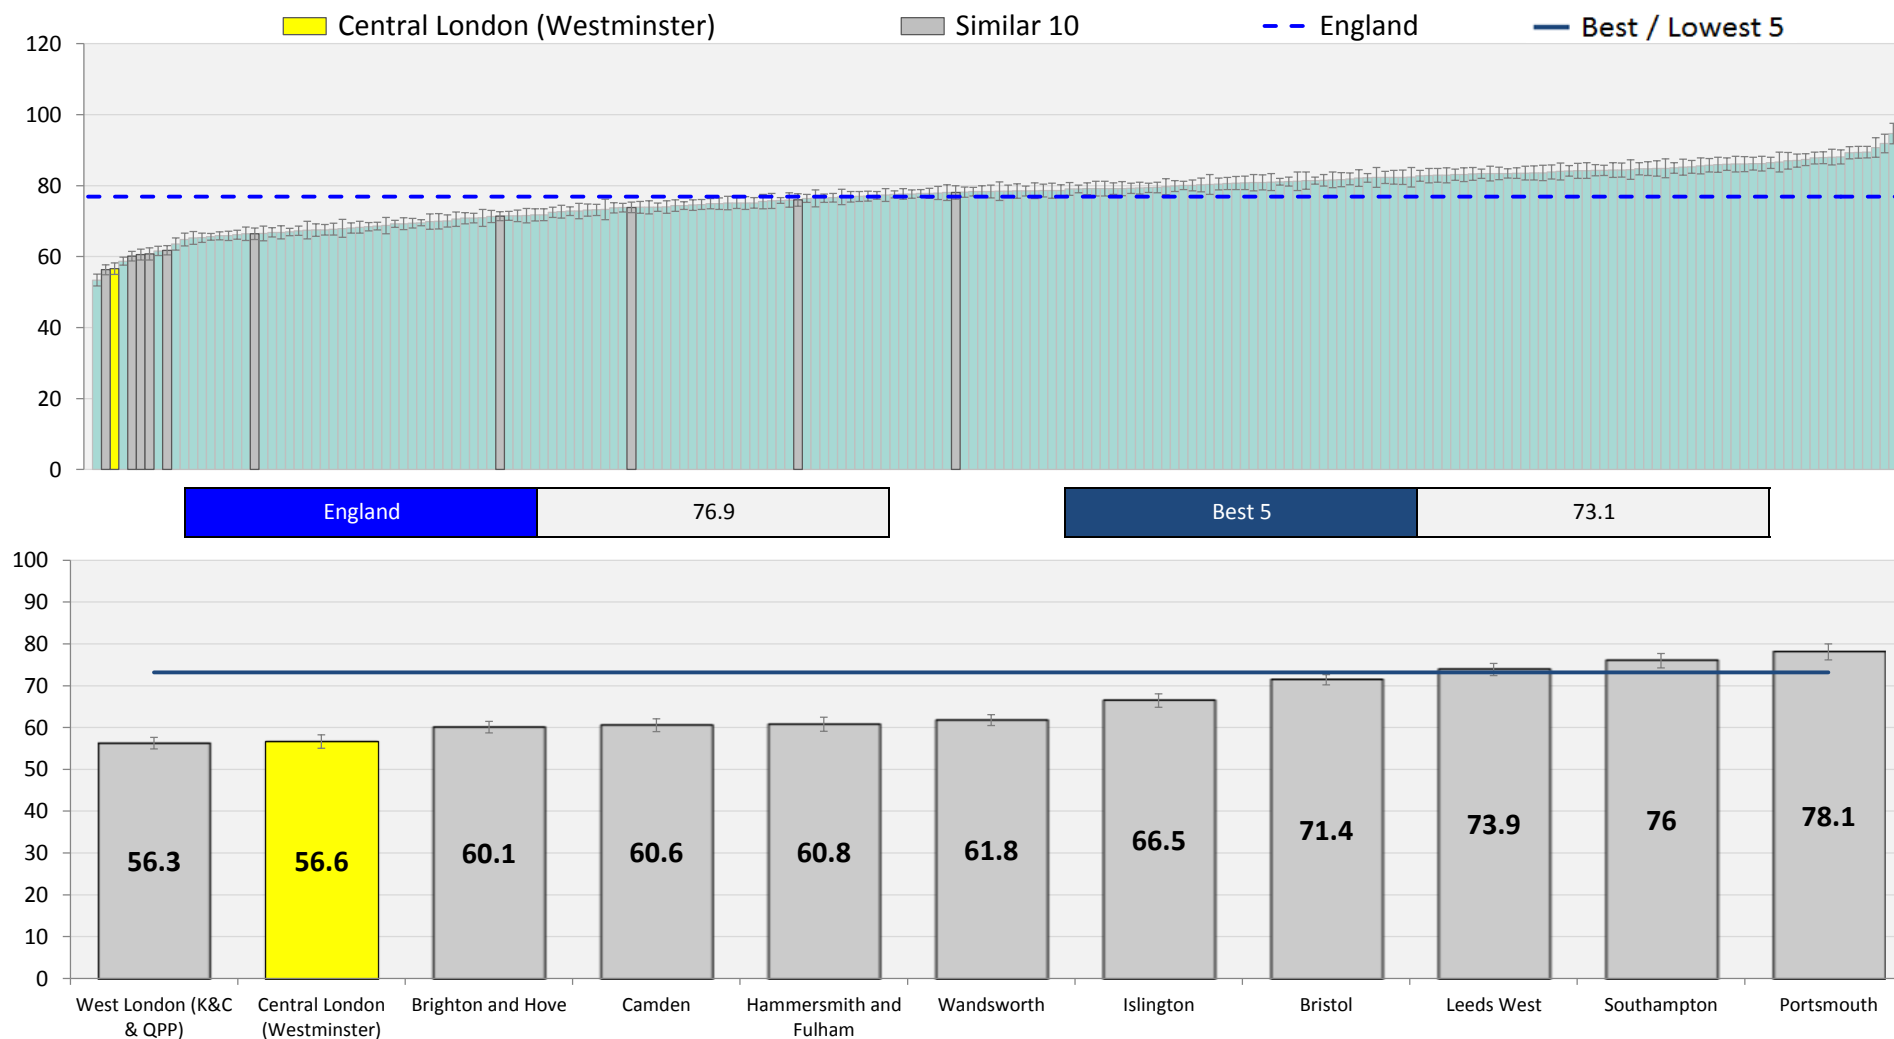 Central London (Westminster) Similar 10 England Best / Lowest 5
120
100
80
60
40
20
0
England 76.9 Best 5 73.1
100
90
80
70
60
50
40
30
20
10
0
56.3 56.6 60.1 60.6 60.8 61.8 66.5 71.4 73.9 76 78.1
West London (K&C & QPP)
Central London (Westminster)
Brighton and Hove
Camden
Hammersmith and Fulham
Wandsworth
Islington
Bristol
Leeds West
Southampton
Portsmouth